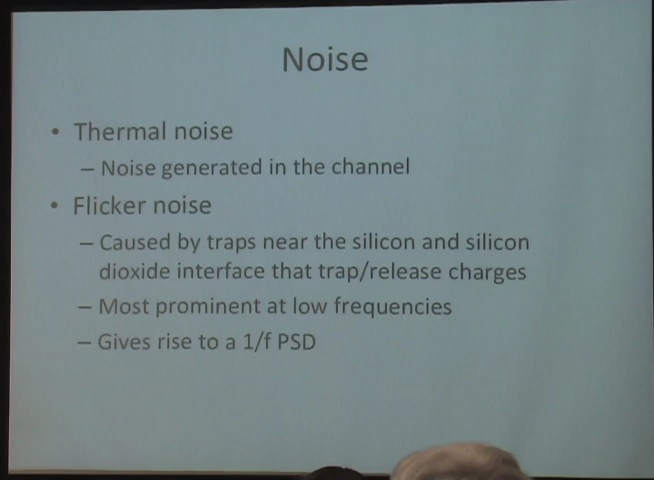 Noise
• Thermal noise
– Noise generated in the channel
• Flicker noise
– Caused by traps near the silicon and silicon
dioxide interface that trap/release charges
– Most prominent at low frequencies
– Gives rise to a 1/f PSD